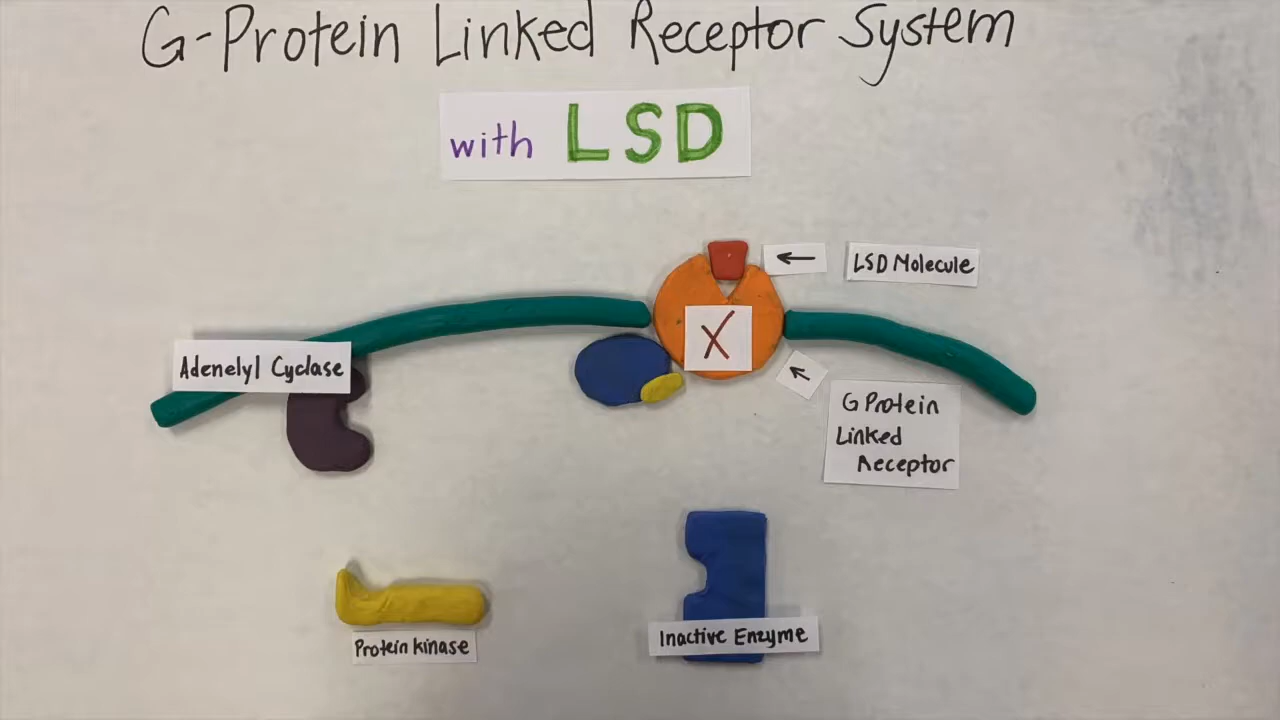 G-Protein Linked Receptor System
with LSD
LSD Molecule
Adenelyl Cyclase
X
G Protein
Linked
Receptor
Protein kinase
Inactive Enzyme